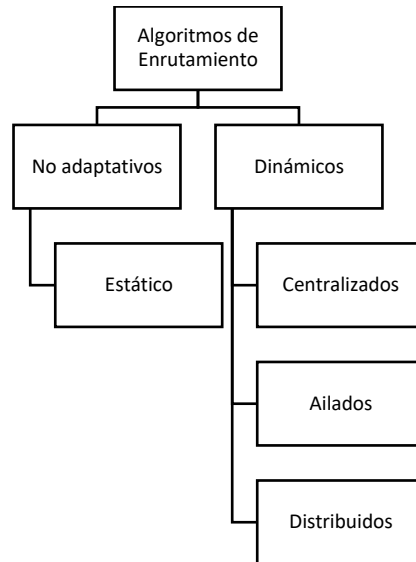 Algoritmos de
Enrutamiento
No adaptativos
Dinámicos
Estático
Centralizados
Ailados
Distribuidos